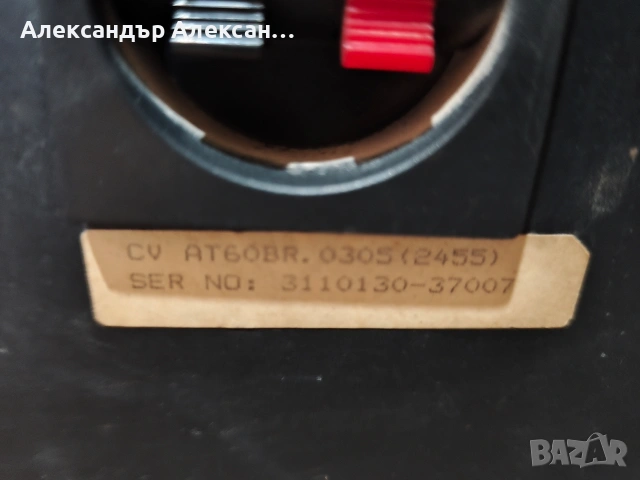 Александър Алексан...
CV AT60BR.0305(2455)
SER NO: 3110130-37007
BAZAR